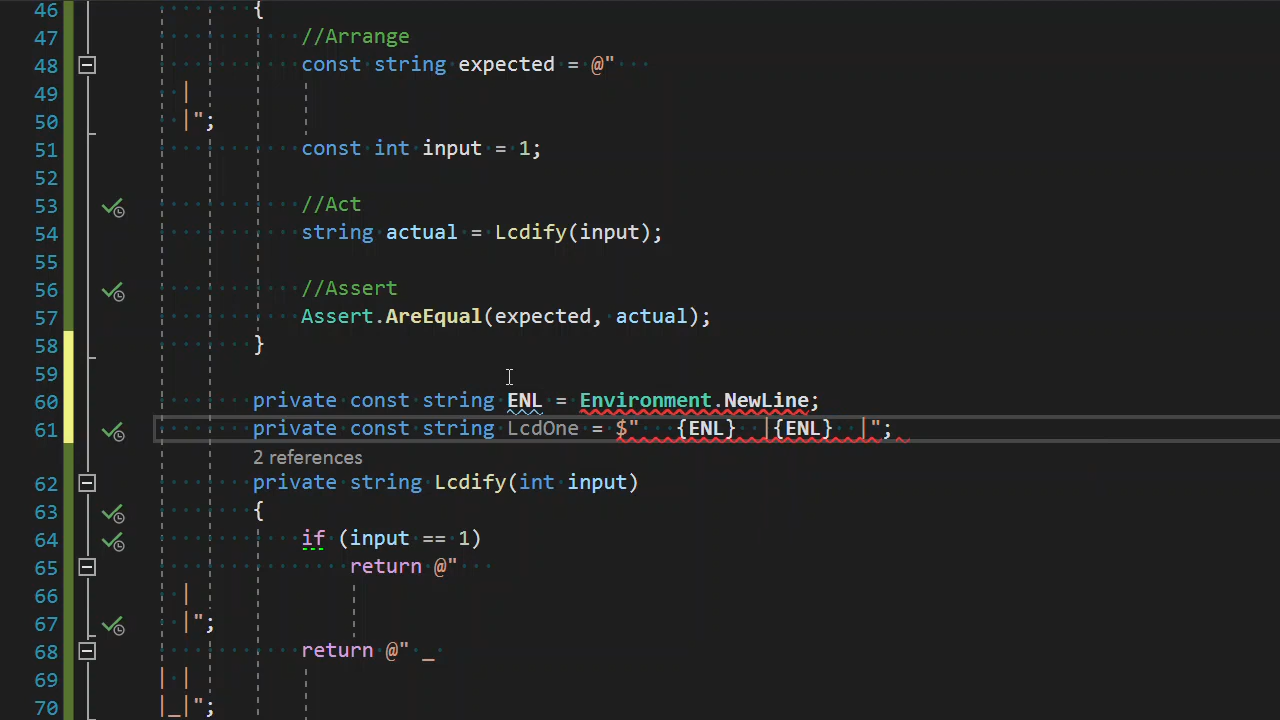 46 {
47 //Arrange
48 const string expected = @"
49 |
50 |";
51 const int input = 1;
52
53 //Act
54 string actual = Lcdify(input);
55
56 //Assert
57 Assert.AreEqual(expected, actual);
58 }
59
60 private const string ENL = Environment.NewLine;
61 private const string LcdOne = $"   {ENL}  |{ENL}  |";
2 references
62 private string Lcdify(int input)
63 {
64 if (input == 1)
65 return @"
66 |
67 |";
68 return @" _
69 | |
70 |_|";